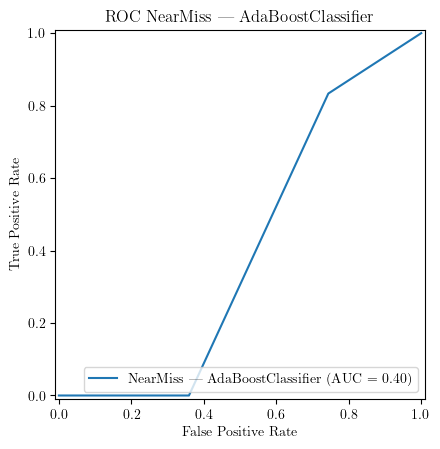 ROC NearMiss — AdaBoostClassifier
1.0
0.8
0.6
0.4
0.2
0.0
True Positive Rate
NearMiss — AdaBoostClassifier (AUC = 0.40)
0.0 0.2 0.4 0.6 0.8 1.0
False Positive Rate